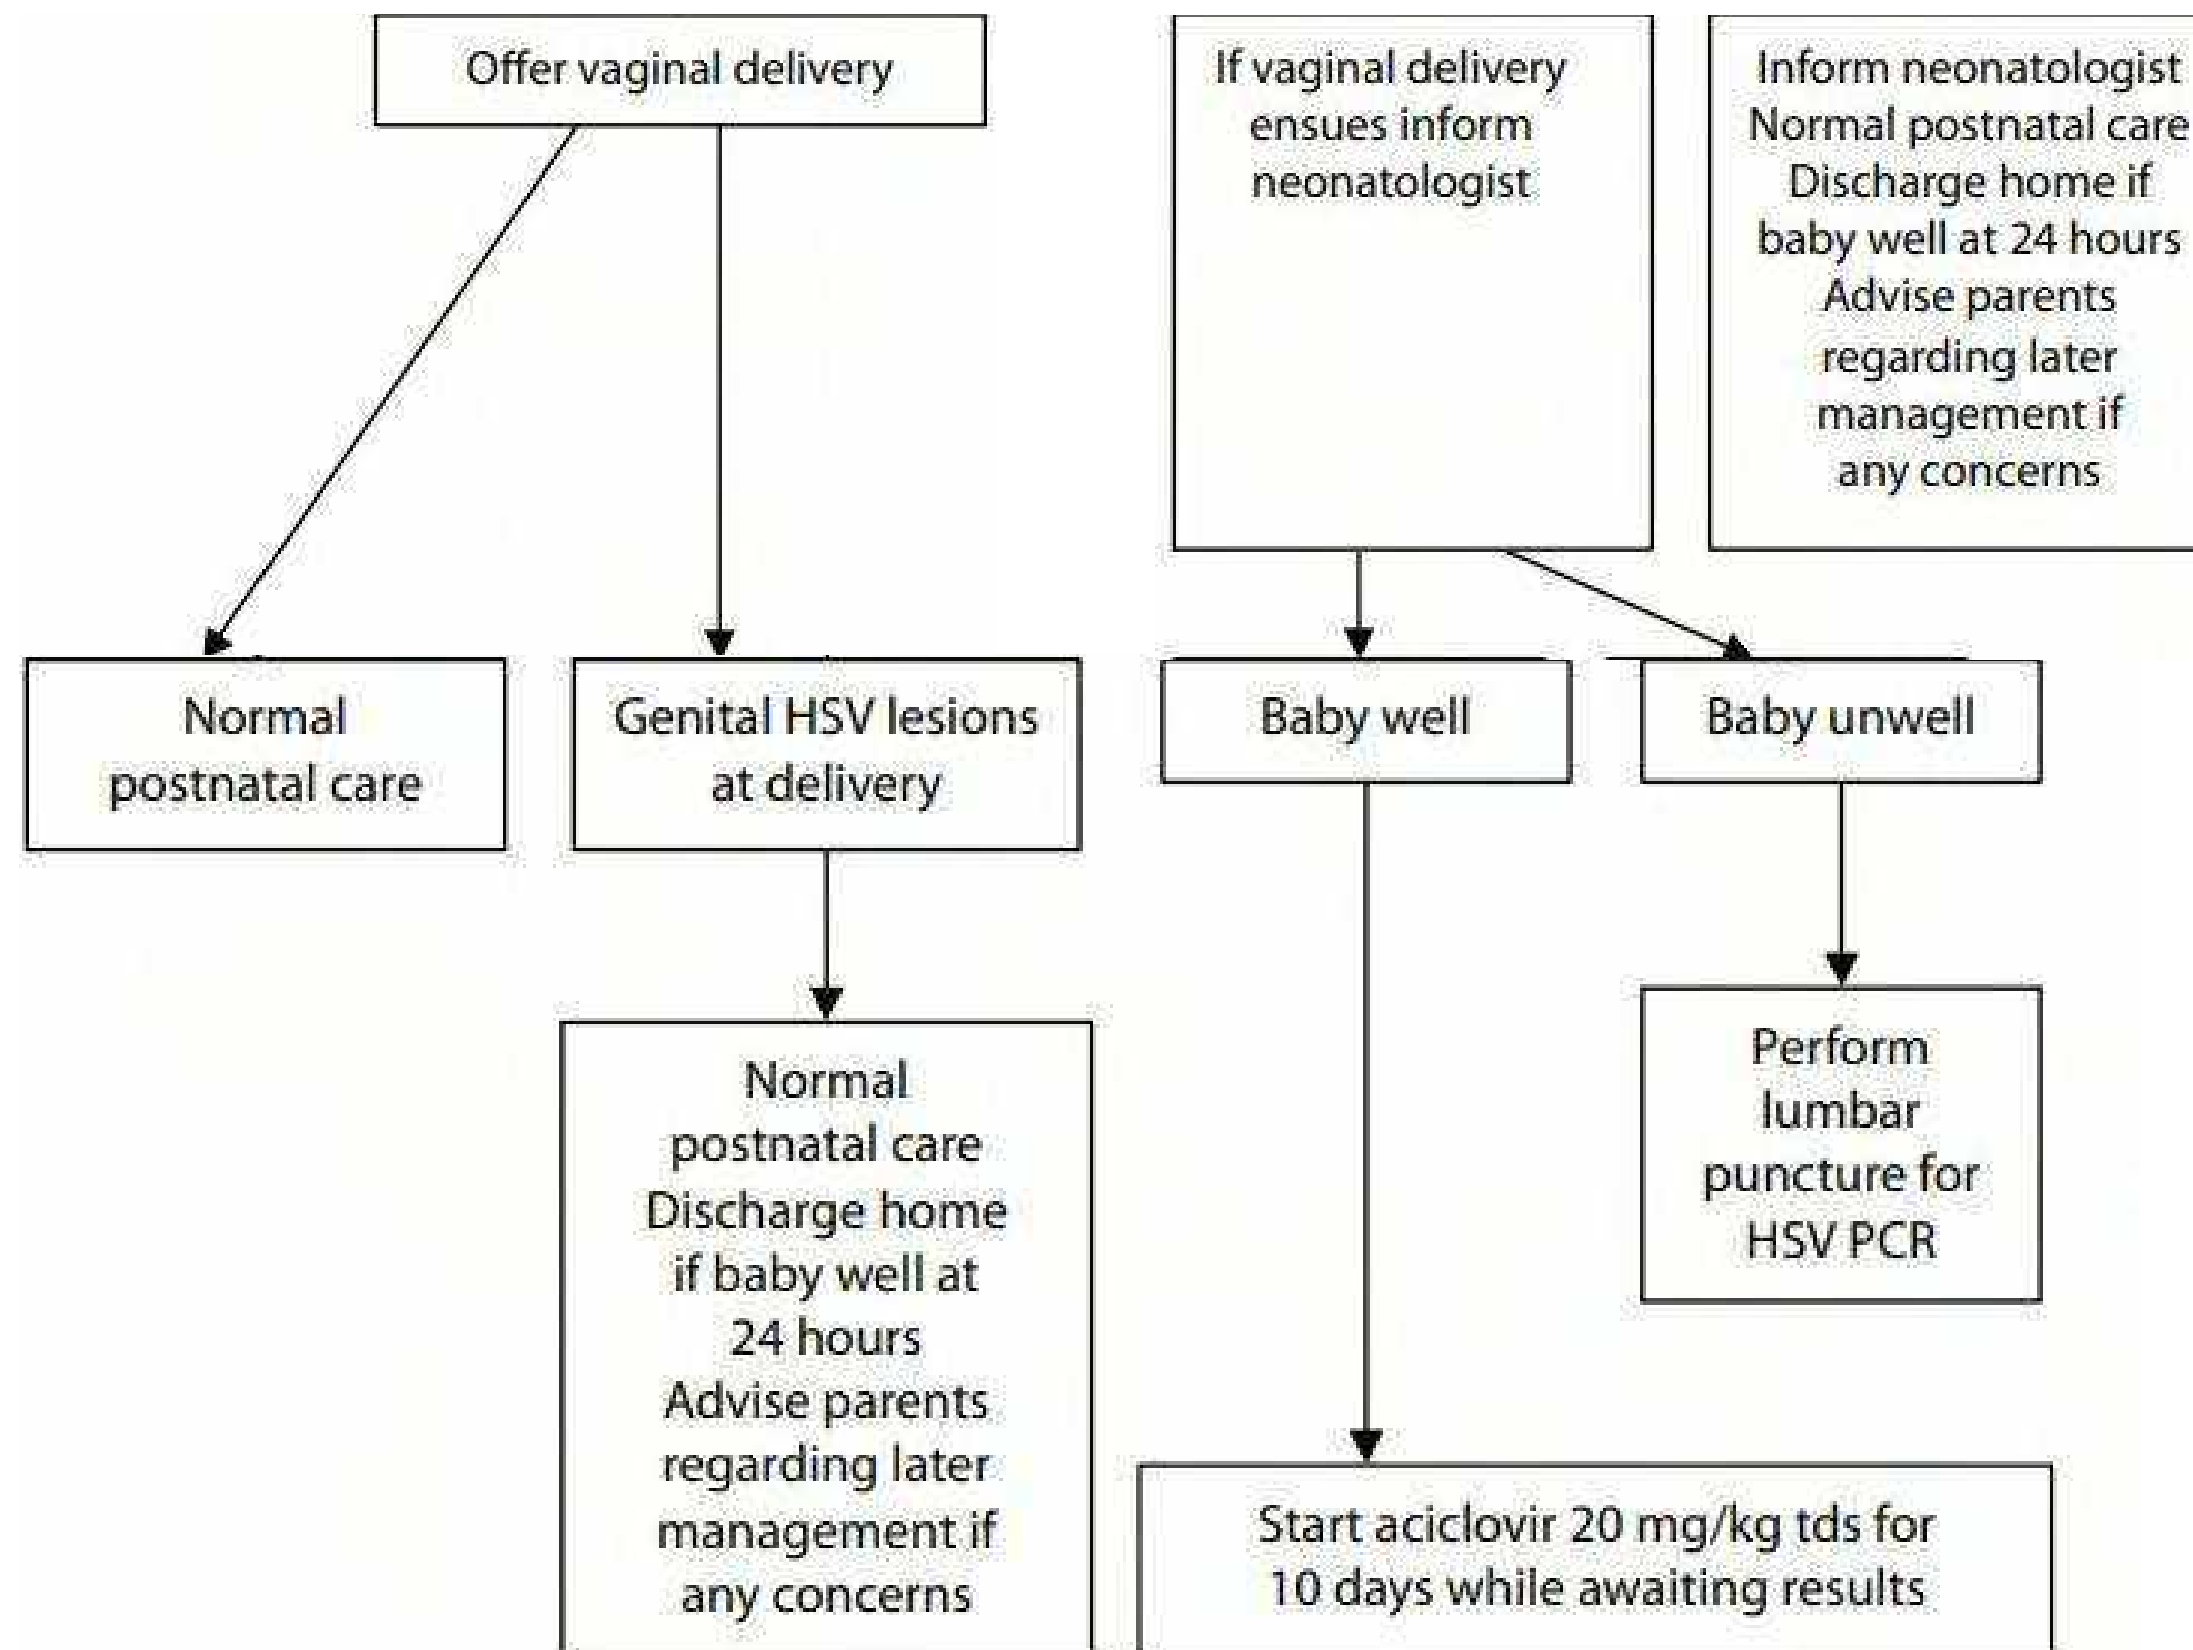 Offer vaginal delivery
If vaginal delivery
ensues inform
neonatologist
Inform neonatologist
Normal postnatal care
Discharge home if
baby well at 24 hours
Advise parents
regarding later
management if
any concerns
Normal
postnatal care
Genital HSV lesions
at delivery
Baby well
Baby unwell
Normal
postnatal care
Discharge home
if baby well at
24 hours
Advise parents
regarding later
management if
any concerns
Perform
lumbar
puncture for
HSV PCR
Start aciclovir 20 mg/kg tds for
10 days while awaiting results